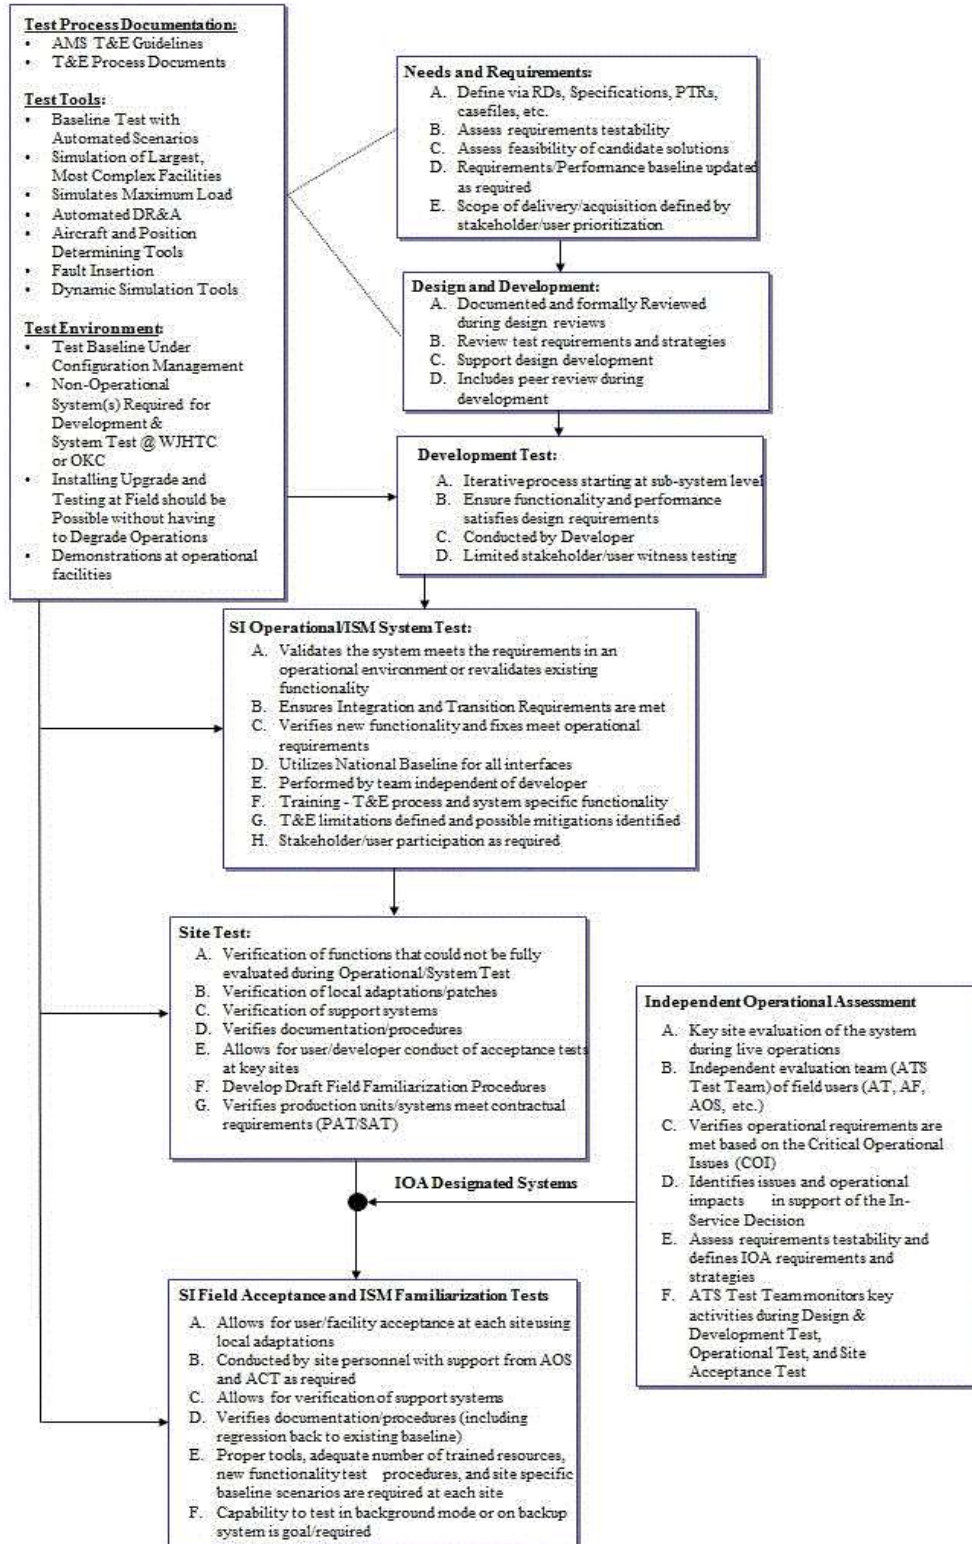 Test Process Documentation:
• AMS T&E Guidelines
• T&E Process Documents
Test Tools:
• Baseline Test with
Automated Scenarios
• Simulation of Largest,
Most Complex Facilities
• Simulates Maximum Load
• Automated DR&A
• Aircraft and Position
Determining Tools
• Fault Insertion
• Dynamic Simulation Tools
Test Environment:
• Test Baseline Under
Configuration Management
• Non-Operational
System(s) Required for
Development &
System Test @ WJHTC
or OKC
• Installing Upgrade and
Testing at Field should be
Possible without having
to Degrade Operations
• Demonstrations at operational
facilities
Needs and Requirements:
A. Define via RDs, Specifications, PTRs,
casefiles, etc.
B. Assess requirements testability
C. Assess feasibility of candidate solutions
D. Requirements/Performance baseline updated
as required
E. Scope of delivery/acquisition defined by
stakeholder/user prioritization
Design and Development:
A. Documented and formally Reviewed
during design reviews
B. Review test requirements and strategies
C. Support design development
D. Includes peer review during
development
Development Test:
A. Iterative process starting at sub-system level
B. Ensure functionality and performance
satisfies design requirements
C. Conducted by Developer
D. Limited stakeholder/user witness testing
SI Operational/ISM System Test:
A. Validates the system meets the requirements in an
operational environment or revalidates existing
functionality
B. Ensures Integration and Transition Requirements are met
C. Verifies new functionality and fixes meet operational
requirements
D. Utilizes National Baseline for all interfaces
E. Performed by team independent of developer
F. Training - T&E process and system specific functionality
G. T&E limitations defined and possible mitigations identified
H. Stakeholder/user participation as required
Site Test:
A. Verification of functions that could not be fully
evaluated during Operational/System Test
B. Verification of local adaptations/patches
C. Verification of support systems
D. Verifies documentation/procedures
E. Allows for user/developer conduct of acceptance tests
at key sites
F. Develop Draft Field Familiarization Procedures
G. Verifies production units/systems meet contractual
requirements (PAT/SAT)
Independent Operational Assessment
A. Key site evaluation of the system
during live operations
B. Independent evaluation team (ATS
Test Team) of field users (AT, AF,
AOS, etc.)
C. Verifies operational requirements are
met based on the Critical Operational
Issues (COI)
D. Identifies issues and operational
impacts in support of the In-
Service Decision
E. Assess requirements testability and
defines IOA requirements and
strategies
F. ATS Test Team monitors key
activities during Design &
Development Test,
Operational Test, and Site
Acceptance Test
IOA Designated Systems
SI Field Acceptance and ISM Familiarization Tests
A. Allows for user/facility acceptance at each site using
local adaptations
B. Conducted by site personnel with support from AOS
and ACT as required
C. Allows for verification of support systems
D. Verifies documentation/procedures (including
regression back to existing baseline)
E. Proper tools, adequate number of trained resources,
new functionality test procedures, and site specific
baseline scenarios are required at each site
F. Capability to test in background mode or on backup
system is goal/required